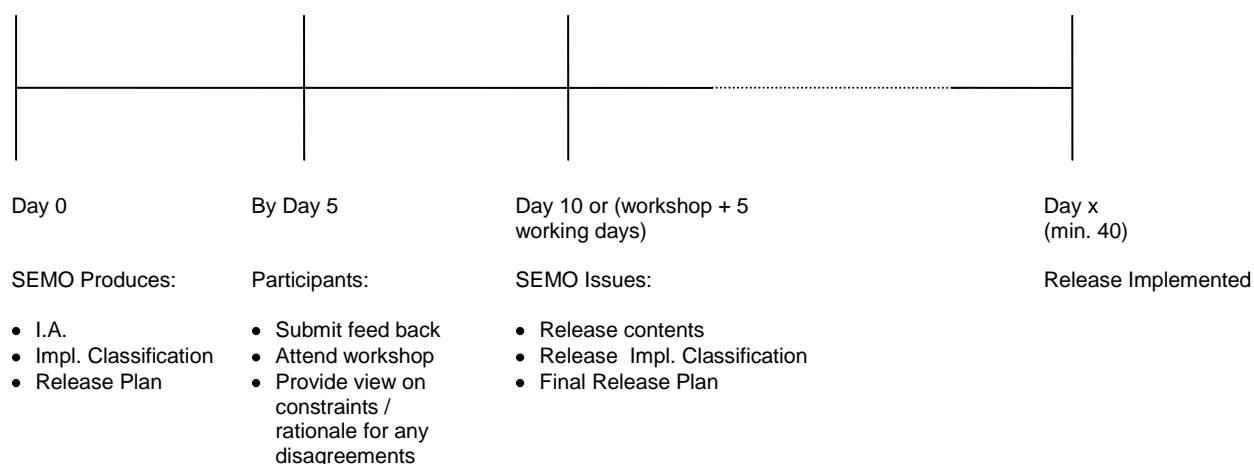 Day 0
By Day 5
Day 10 or (workshop + 5
working days)
Day x
(min. 40)
SEMO Produces:
Participants:
SEMO Issues:
Release Implemented
• I.A.
• Impl. Classification
• Release Plan
• Submit feed back
• Attend workshop
• Provide view on
constraints /
rationale for any
disagreements
• Release contents
• Release Impl. Classification
• Final Release Plan